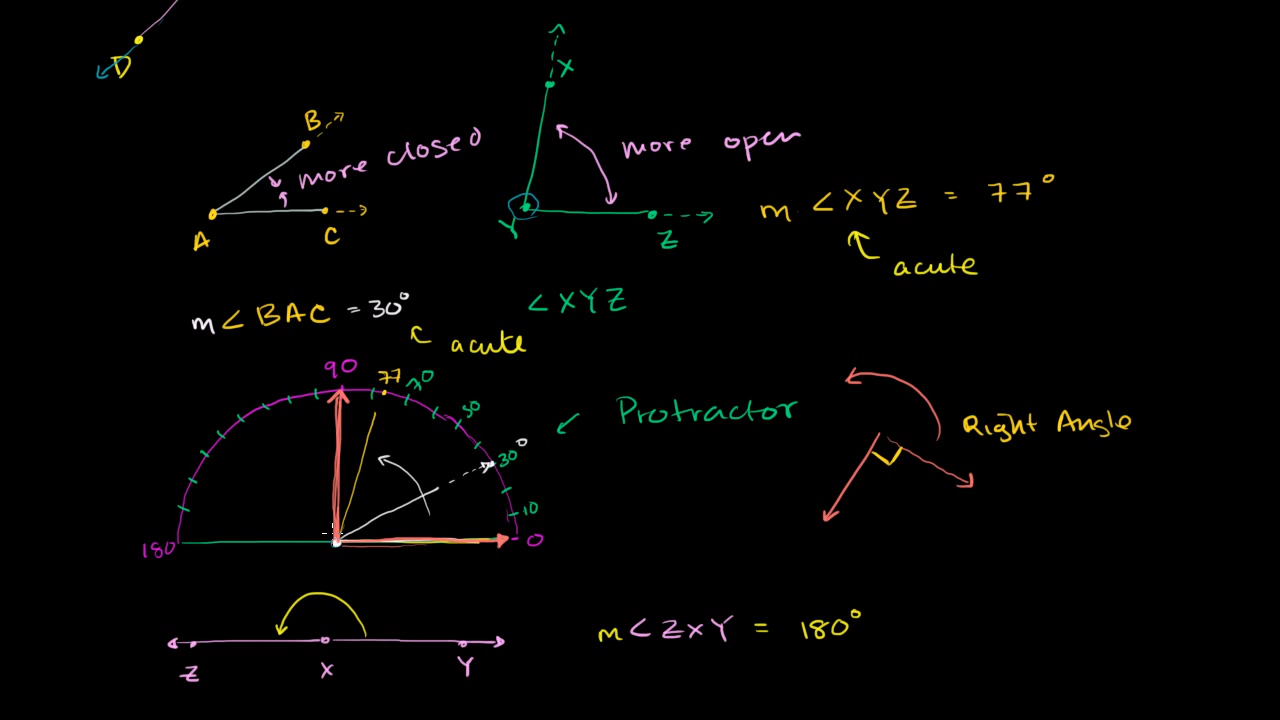 D
B
more closed
A
C
X
more open
Y
Z
m ∠XYZ = 77°
acute
m∠BAC = 30°
acute
∠XYZ
90
77
70
50
30°
10
0
180
Protractor
Right Angle
Z
X
Y
m∠ZXY = 180°